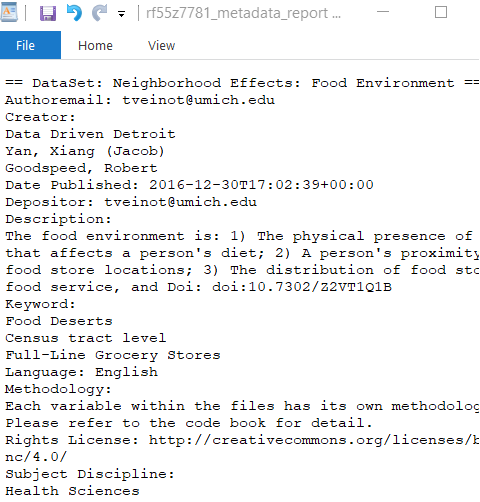 rf55z7781_metadata_report ...
File Home View
== DataSet: Neighborhood Effects: Food Environment ==
Authoremail: tveinot@umich.edu
Creator:
Data Driven Detroit
Yan, Xiang (Jacob)
Goodspeed, Robert
Date Published: 2016-12-30T17:02:39+00:00
Depositor: tveinot@umich.edu
Description:
The food environment is: 1) The physical presence of
that affects a person's diet; 2) A person's proximity
food store locations; 3) The distribution of food sto
food service, and Doi: doi:10.7302/Z2VT1Q1B
Keyword:
Food Deserts
Census tract level
Full-Line Grocery Stores
Language: English
Methodology:
Each variable within the files has its own methodolog
Please refer to the code book for detail.
Rights License: http://creativecommons.org/licenses/b
nc/4.0/
Subject Discipline:
Health Sciences